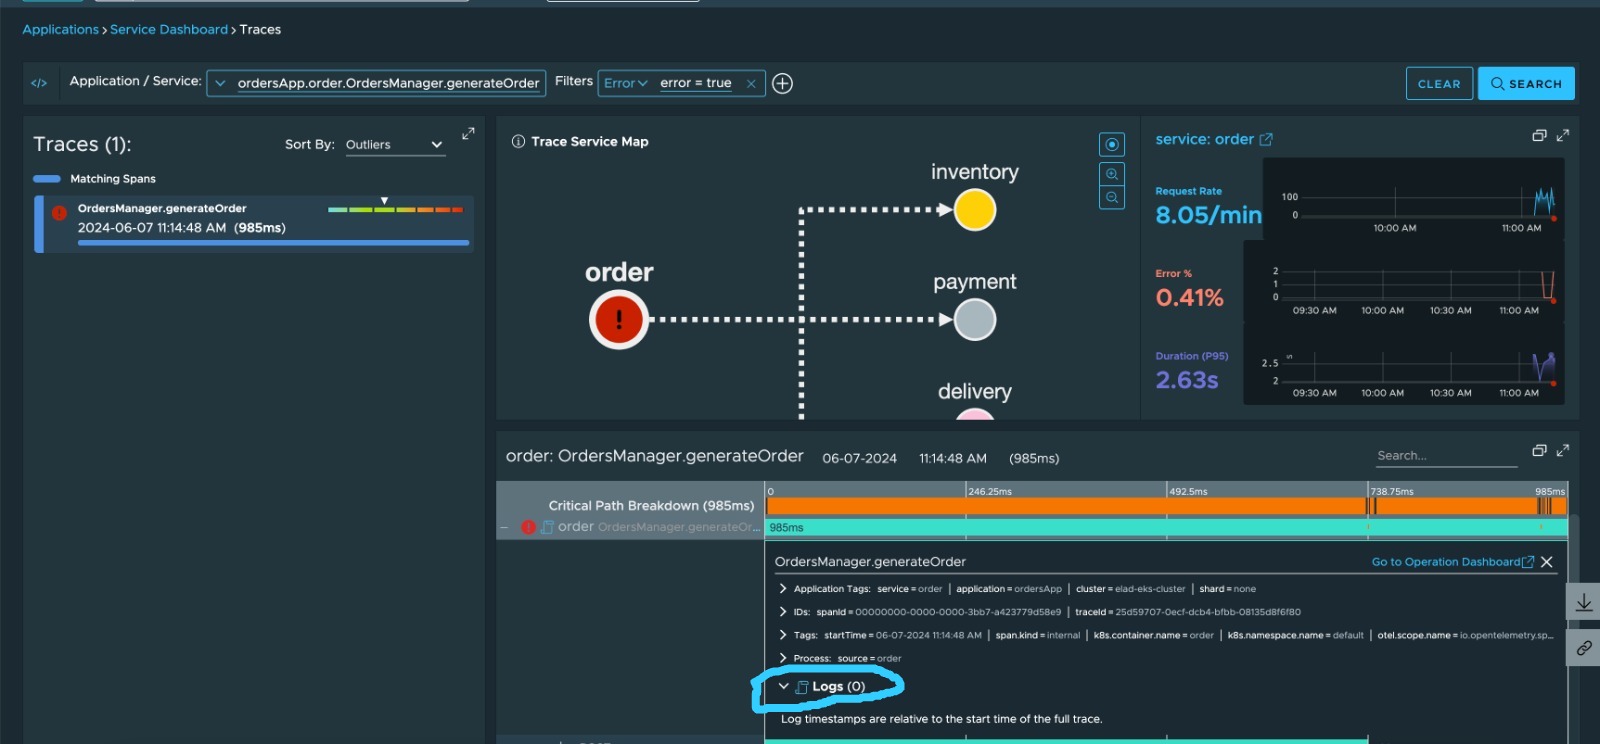 Applications > Service Dashboard > Traces
</> Application / Service: ordersApp.order.OrdersManager.generateOrder Filters Error error = true × CLEAR SEARCH
Traces (1):
Sort By: Outliers
Matching Spans
OrdersManager.generateOrder
2024-06-07 11:14:48 AM (985ms)
Trace Service Map
inventory
order
!
payment
delivery
service: order
Request Rate
8.05/min
100
0
10:00 AM 11:00 AM
Error %
0.41%
2
1
0
09:30 AM 10:00 AM 10:30 AM 11:00 AM
Duration (P95)
2.63s
s
2.5
2
09:30 AM 10:00 AM 10:30 AM 11:00 AM
order: OrdersManager.generateOrder 06-07-2024 11:14:48 AM (985ms)
Search...
0 246.25ms 492.5ms 738.75ms 985ms
Critical Path Breakdown (985ms)
order OrdersManager.generateOr... 985ms
OrdersManager.generateOrder Go to Operation Dashboard
Application Tags: service = order | application = ordersApp | cluster = elad-eks-cluster | shard = none
IDs: spanId = 00000000-0000-0000-3bb7-a423779d58e9 | traceId = 25d59707-0ecf-dcb4-bfbb-08135d8f6f80
Tags: startTime = 06-07-2024 11:14:48 AM | span.kind = internal | k8s.container.name = order | k8s.namespace.name = default | otel.scope.name = io.opentelemetry.sp...
Process: source = order
Logs (0)
Log timestamps are relative to the start time of the full trace.